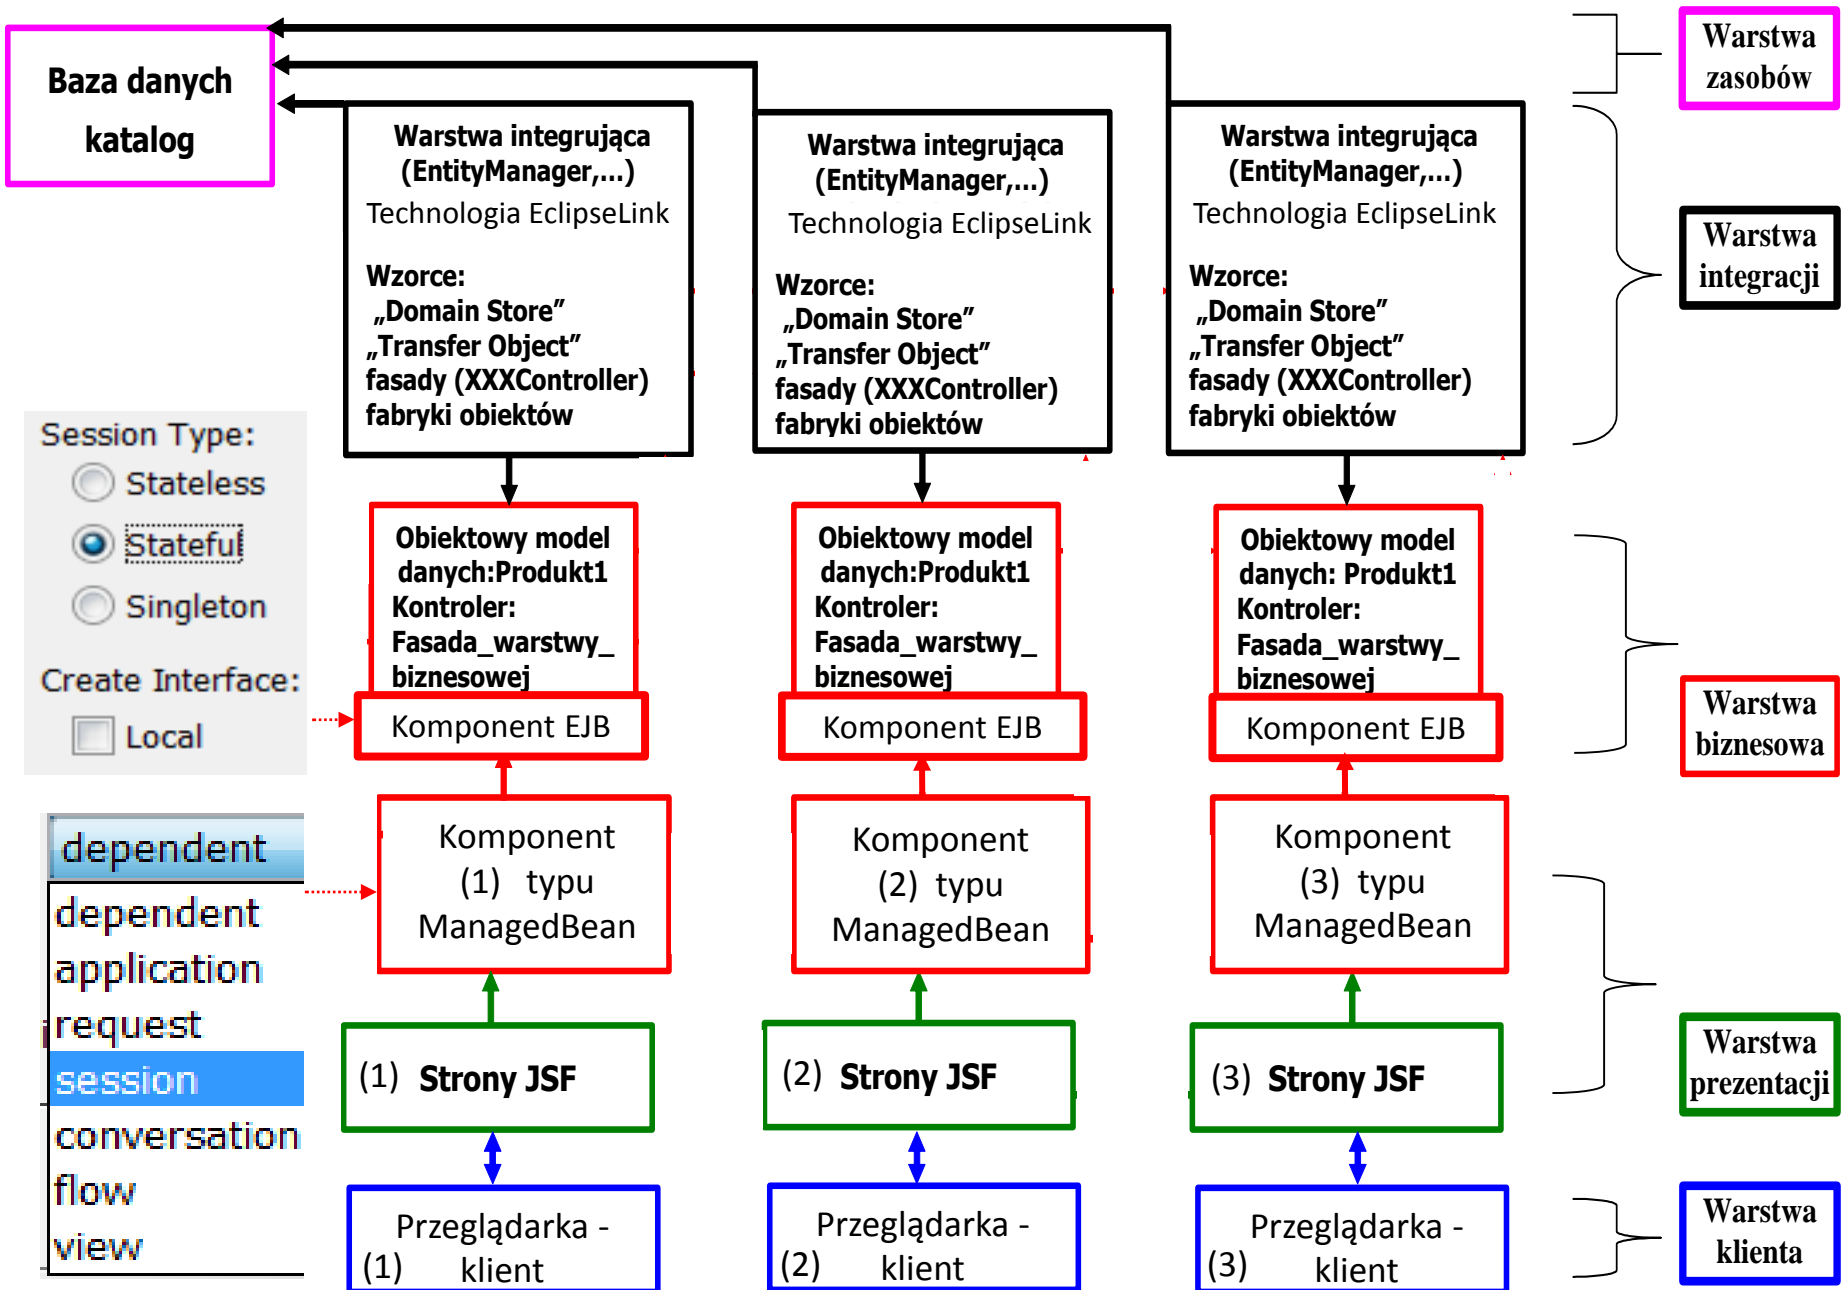 Baza danych
katalog
Warstwa integrująca
(EntityManager,...)
Technologia EclipseLink
Wzorce:
„Domain Store”
„Transfer Object”
fasady (XXXController)
fabryki obiektów
Warstwa integrująca
(EntityManager,...)
Technologia EclipseLink
Wzorce:
„Domain Store”
„Transfer Object”
fasady (XXXController)
fabryki obiektów
Warstwa integrująca
(EntityManager,...)
Technologia EclipseLink
Wzorce:
„Domain Store”
„Transfer Object”
fasady (XXXController)
fabryki obiektów
Warstwa
zasobów
Warstwa
integracji
Session Type:
Stateless
Stateful
Singleton
Create Interface:
Local
Obiektowy model
danych:Produkt1
Kontroler:
Fasada_warstwy_
biznesowej
Komponent EJB
Obiektowy model
danych:Produkt1
Kontroler:
Fasada_warstwy_
biznesowej
Komponent EJB
Obiektowy model
danych: Produkt1
Kontroler:
Fasada_warstwy_
biznesowej
Komponent EJB
Warstwa
biznesowa
dependent
dependent
application
request
session
conversation
flow
view
Komponent
(1) typu
ManagedBean
Komponent
(2) typu
ManagedBean
Komponent
(3) typu
ManagedBean
(1) Strony JSF
(2) Strony JSF
(3) Strony JSF
Warstwa
prezentacji
Przeglądarka -
(1) klient
Przeglądarka -
(2) klient
Przeglądarka -
(3) klient
Warstwa
klienta